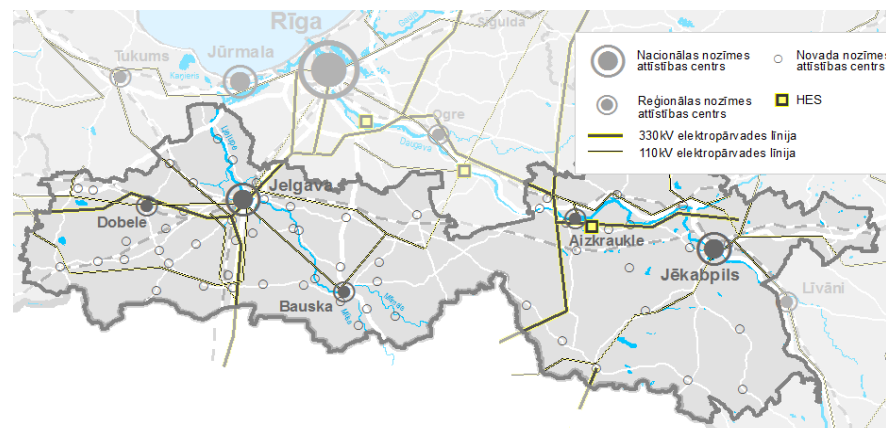 Rīga
Sigulda
Tukums
Jūrmala
Kaņieris
Ogre
Daugava
Lielupe
Jelgava
Dobele
Bauska
Mūsa
Mēmele
Aizkraukle
Jēkabpils
Līvāni
Nacionālas nozīmes
attīstības centrs
Novada nozīmes
attīstības centrs
Reģionālas nozīmes
attīstības centrs
HES
330kV elektropārvades līnija
110kV elektropārvades līnija